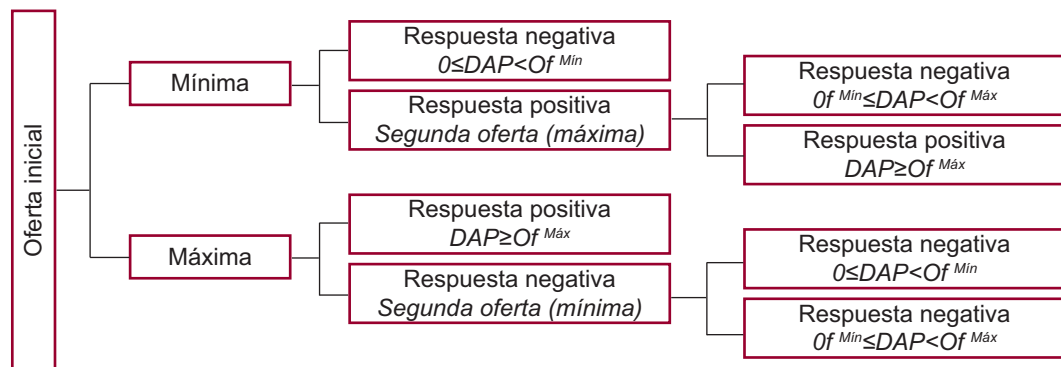 Oferta inicial
Mínima
Respuesta negativa
0≤DAP<Of Mín
Respuesta positiva
Segunda oferta (máxima)
Respuesta negativa
0f Mín≤DAP<Of Máx
Respuesta positiva
DAP≥Of Máx
Máxima
Respuesta positiva
DAP≥Of Máx
Respuesta negativa
Segunda oferta (mínima)
Respuesta negativa
0≤DAP<Of Mín
Respuesta negativa
0f Mín≤DAP<Of Máx